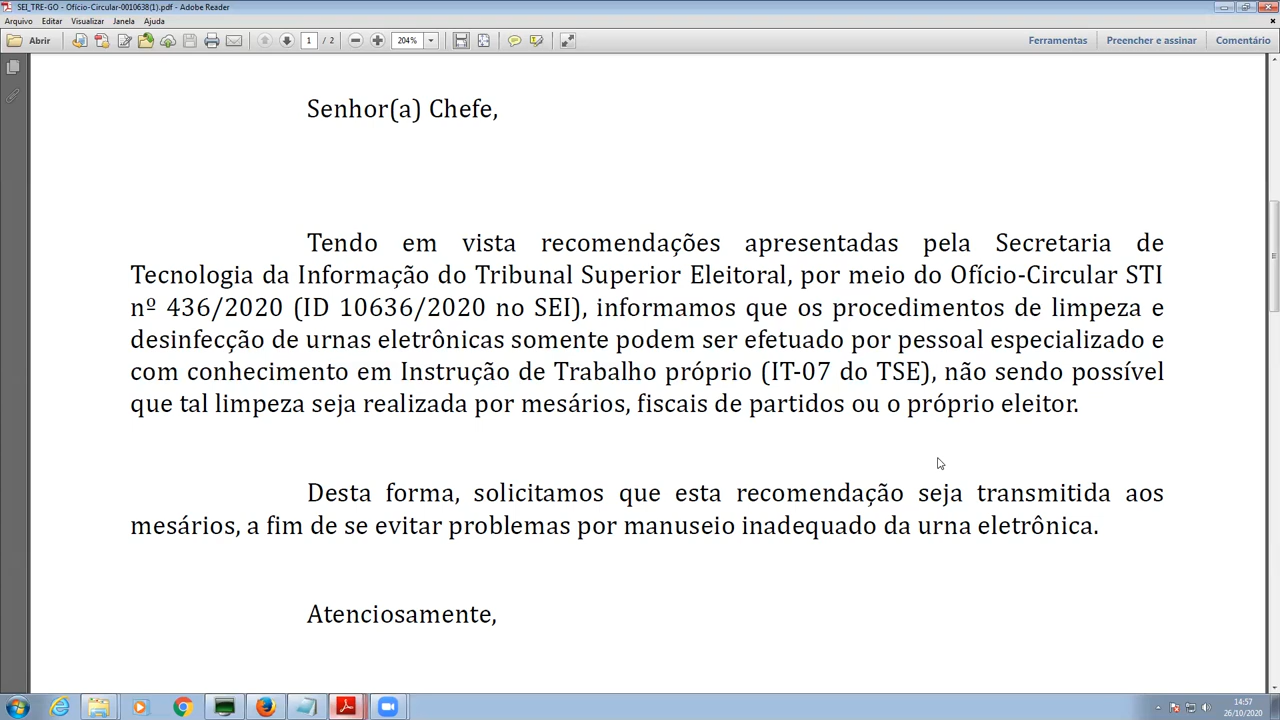 SEI_TRE-GO - Ofício-Circular-0010638(1).pdf - Adobe Reader
Arquivo Editar Visualizar Janela Ajuda
Abrir 1 / 2 204% Ferramentas Preencher e assinar Comentário
Senhor(a) Chefe,
Tendo em vista recomendações apresentadas pela Secretaria de
Tecnologia da Informação do Tribunal Superior Eleitoral, por meio do Ofício-Circular STI
nº 436/2020 (ID 10636/2020 no SEI), informamos que os procedimentos de limpeza e
desinfecção de urnas eletrônicas somente podem ser efetuado por pessoal especializado e
com conhecimento em Instrução de Trabalho próprio (IT-07 do TSE), não sendo possível
que tal limpeza seja realizada por mesários, fiscais de partidos ou o próprio eleitor.
Desta forma, solicitamos que esta recomendação seja transmitida aos
mesários, a fim de se evitar problemas por manuseio inadequado da urna eletrônica.
Atenciosamente,
14:57
26/10/2020